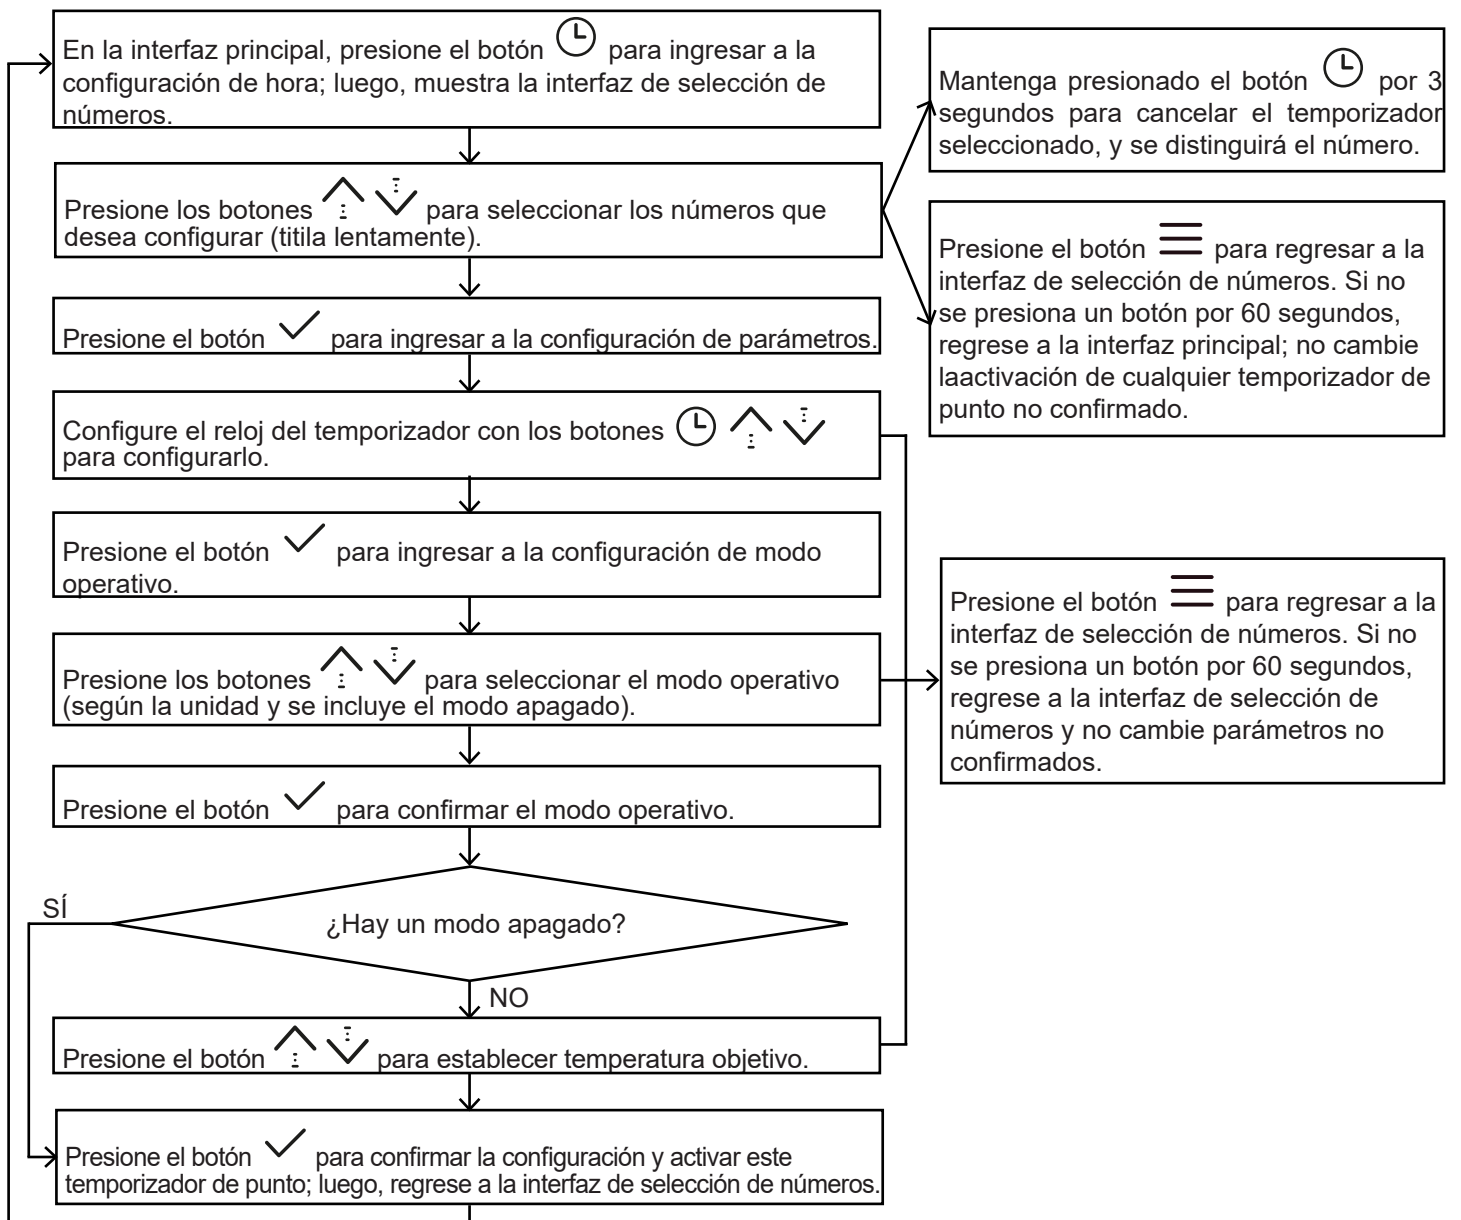 En la interfaz principal, presione el botón para ingresar a la
configuración de hora; luego, muestra la interfaz de selección de
números.
Presione los botones para seleccionar los números que
desea configurar (titila lentamente).
Presione el botón para ingresar a la configuración de parámetros.
Configure el reloj del temporizador con los botones
para configurarlo.
Presione el botón para ingresar a la configuración de modo
operativo.
Presione los botones para seleccionar el modo operativo
(según la unidad y se incluye el modo apagado).
Presione el botón para confirmar el modo operativo.
SÍ
¿Hay un modo apagado?
NO
Presione el botón para establecer temperatura objetivo.
Presione el botón para confirmar la configuración y activar este
temporizador de punto; luego, regrese a la interfaz de selección de números.
Mantenga presionado el botón por 3
segundos para cancelar el temporizador
seleccionado, y se distinguirá el número.
Presione el botón para regresar a la
interfaz de selección de números. Si no
se presiona un botón por 60 segundos,
regrese a la interfaz principal; no cambie
laactivación de cualquier temporizador de
punto no confirmado.
Presione el botón para regresar a la
interfaz de selección de números. Si no
se presiona un botón por 60 segundos,
regrese a la interfaz de selección de
números y no cambie parámetros no
confirmados.